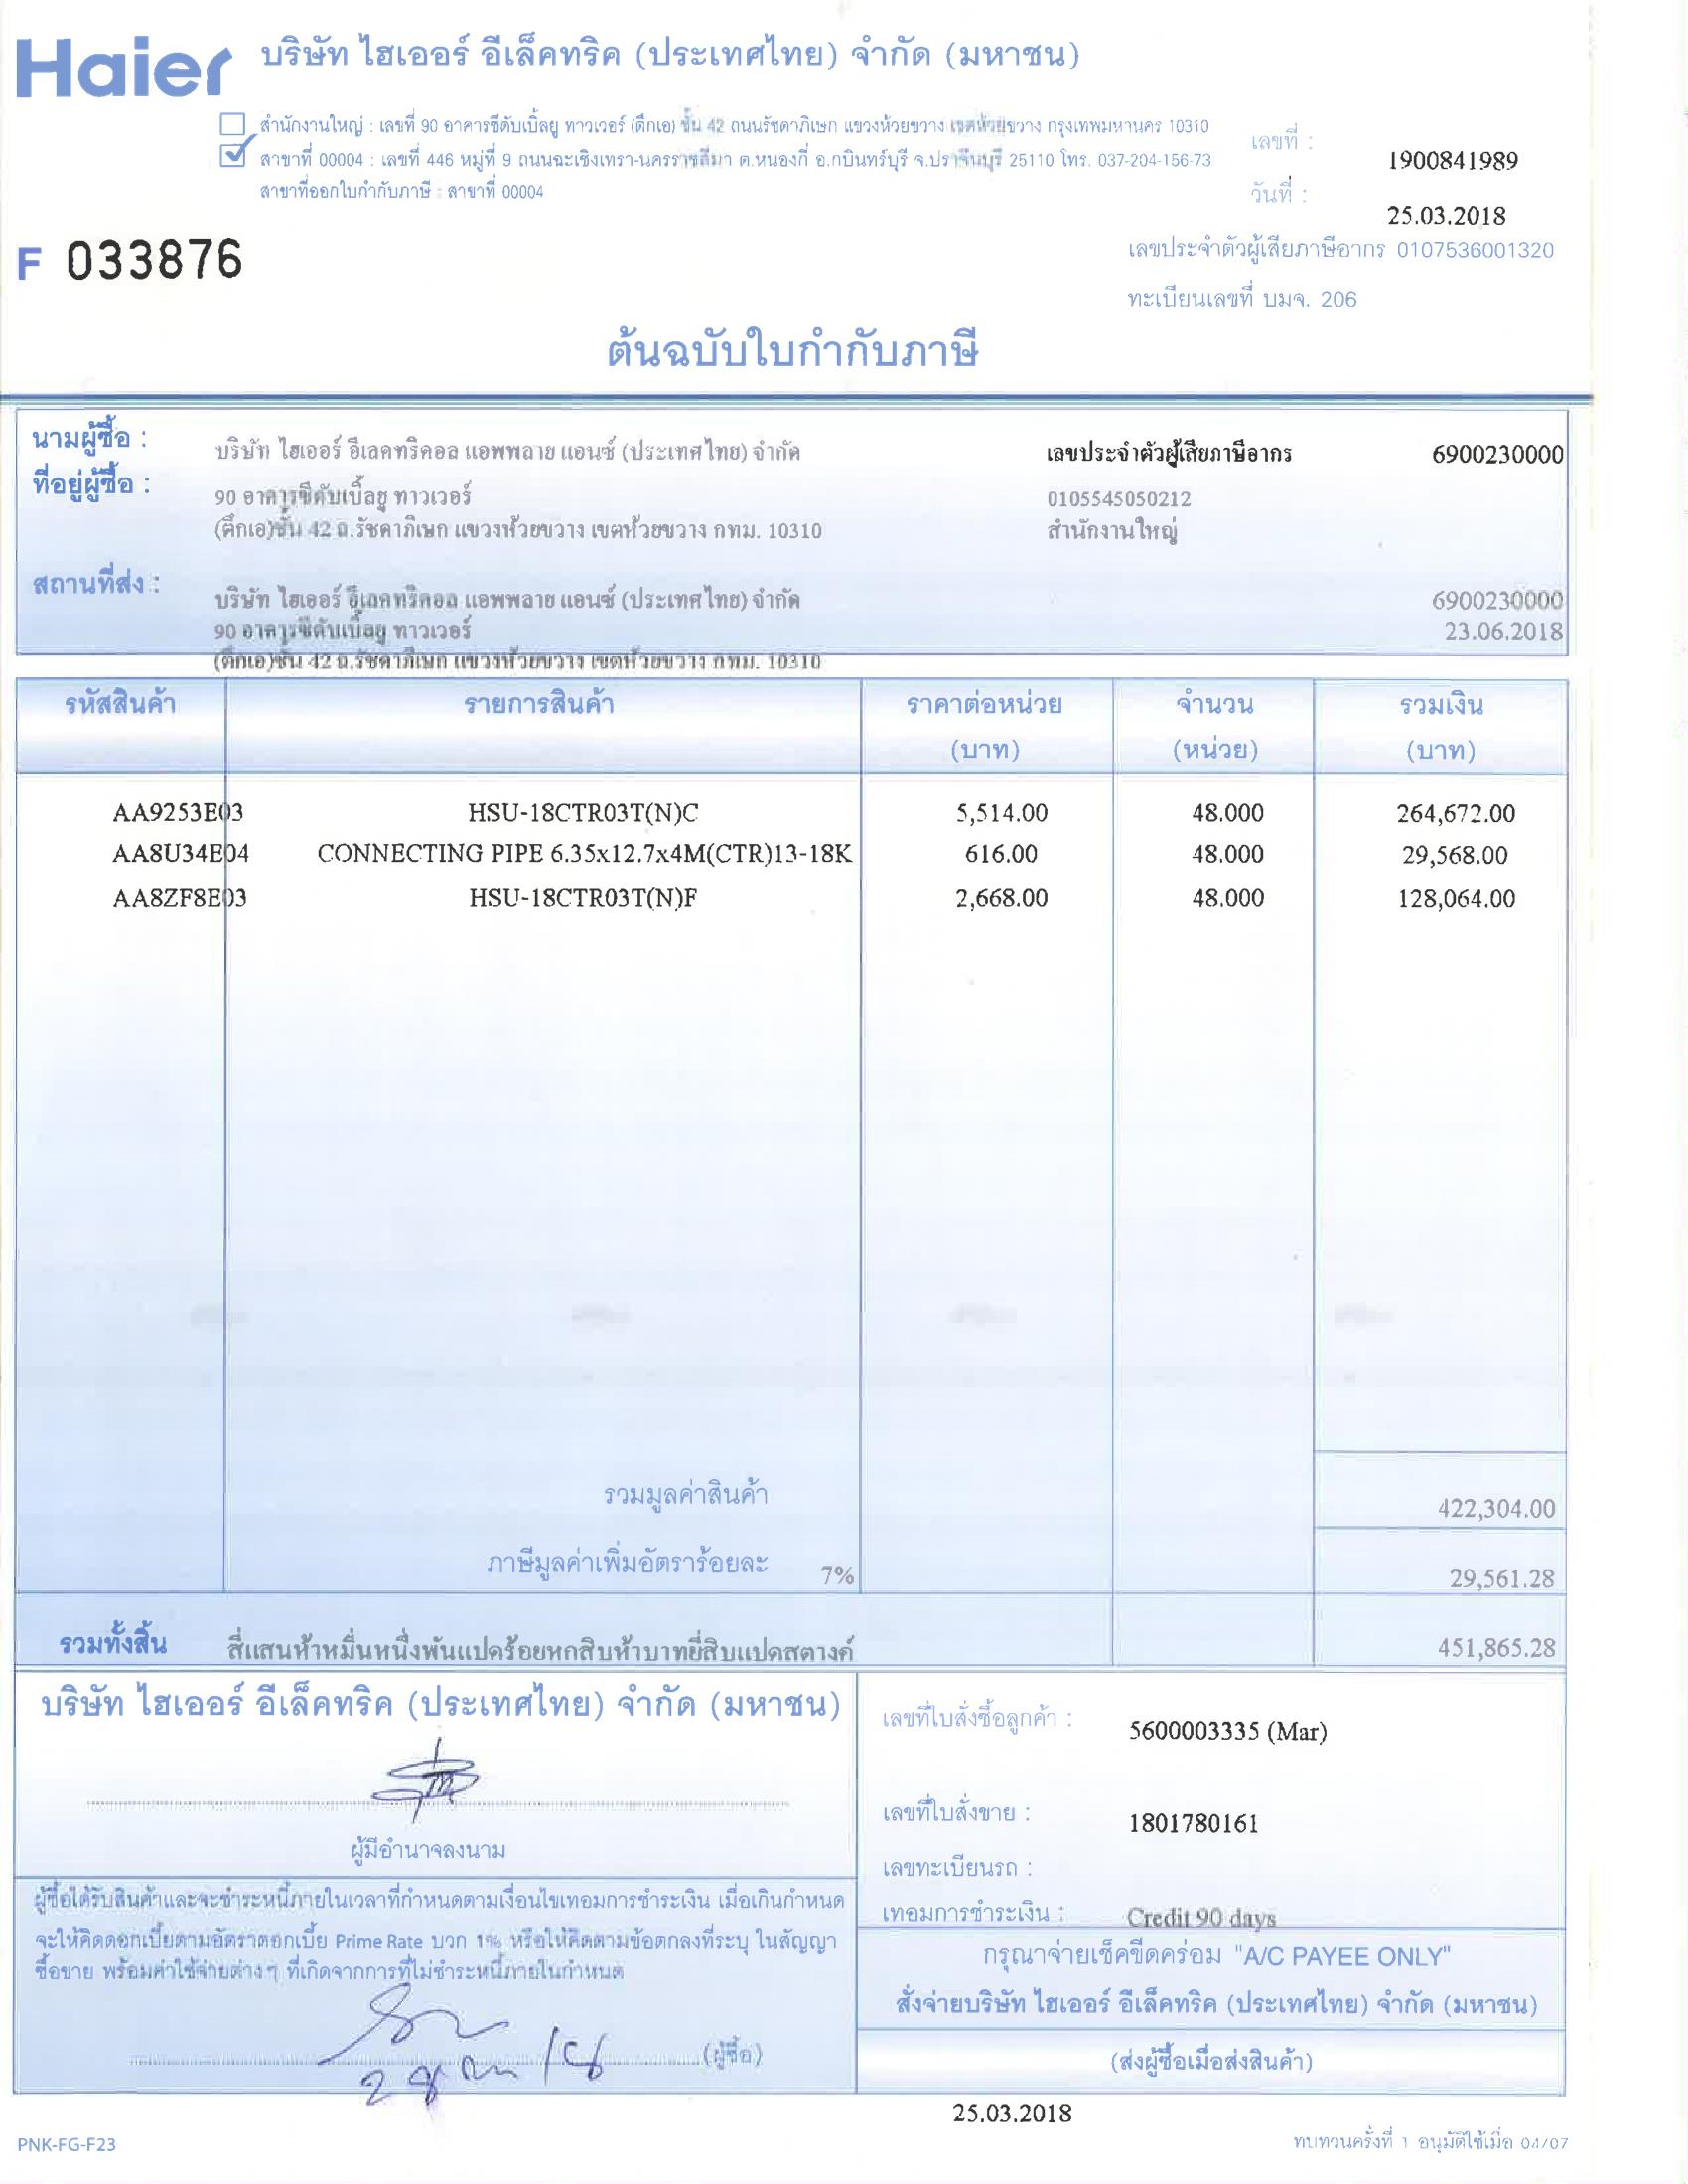 Haier บริษัท ไฮเออร์ อีเล็คทริค (ประเทศไทย) จำกัด (มหาชน)
สำนักงานใหญ่ : เลขที่ 90 อาคารซีดับเบิ้ลยู ทาวเวอร์ (ตึกเอ) ชั้น 42 ถนนรัชดาภิเษก แขวงห้วยขวาง เขตห้วยขวาง กรุงเทพมหานคร 10310
สาขาที่ 00004 : เลขที่ 446 หมู่ที่ 9 ถนนฉะเชิงเทรา-นครราชสีมา ต.หนองกี่ อ.กบินทร์บุรี จ.ปราจีนบุรี 25110 โทร. 037-204-156-73
สาขาที่ออกใบกำกับภาษี : สาขาที่ 00004
เลขที่ : 1900841989
วันที่ : 25.03.2018
F 033876
เลขประจำตัวผู้เสียภาษีอากร 0107536001320
ทะเบียนเลขที่ บมจ. 206
ต้นฉบับใบกำกับภาษี
นามผู้ซื้อ : บริษัท ไฮเออร์ อีเลคทริคอล แอพพลาย แอนซ์ (ประเทศไทย) จำกัด เลขประจำตัวผู้เสียภาษีอากร 6900230000
ที่อยู่ผู้ซื้อ : 90 อาคารซีดับเบิ้ลยู ทาวเวอร์ 0105545050212
(ตึกเอ)ชั้น 42 ถ.รัชดาภิเษก แขวงห้วยขวาง เขตห้วยขวาง กทม. 10310 สำนักงานใหญ่
สถานที่ส่ง : บริษัท ไฮเออร์ อีเลคทริคอล แอพพลาย แอนซ์ (ประเทศไทย) จำกัด 6900230000
90 อาคารซีดับเบิ้ลยู ทาวเวอร์ 23.06.2018
(ตึกเอ)ชั้น 42 ถ.รัชดาภิเษก แขวงห้วยขวาง เขตห้วยขวาง กทม. 10310
รหัสสินค้า รายการสินค้า ราคาต่อหน่วย จำนวน รวมเงิน
(บาท) (หน่วย) (บาท)
AA9253E03 HSU-18CTR03T(N)C 5,514.00 48.000 264,672.00
AA8U34E04 CONNECTING PIPE 6.35x12.7x4M(CTR)13-18K 616.00 48.000 29,568.00
AA8ZF8E03 HSU-18CTR03T(N)F 2,668.00 48.000 128,064.00
รวมมูลค่าสินค้า 422,304.00
ภาษีมูลค่าเพิ่มอัตราร้อยละ 7% 29,561.28
รวมทั้งสิ้น สี่แสนห้าหมื่นหนึ่งพันแปดร้อยหกสิบห้าบาทยี่สิบแปดสตางค์ 451,865.28
บริษัท ไฮเออร์ อีเล็คทริค (ประเทศไทย) จำกัด (มหาชน)
ผู้มีอำนาจลงนาม
เลขที่ใบสั่งซื้อลูกค้า : 5600003335 (Mar)
เลขที่ใบสั่งขาย : 1801780161
เลขทะเบียนรถ :
เทอมการชำระเงิน : Credit 90 days
ผู้ซื้อได้รับสินค้าและจะชำระหนี้ภายในเวลาที่กำหนดตามเงื่อนไขเทอมการชำระเงิน เมื่อเกินกำหนด
จะให้คิดดอกเบี้ยตามอัตราดอกเบี้ย Prime Rate บวก 1% หรือให้คิดตามข้อตกลงที่ระบุ ในสัญญา
ซื้อขาย พร้อมค่าใช้จ่ายต่างๆ ที่เกิดจากการที่ไม่ชำระหนี้ภายในกำหนด
(ผู้ซื้อ)
กรุณาจ่ายเช็คขีดคร่อม "A/C PAYEE ONLY"
สั่งจ่ายบริษัท ไฮเออร์ อีเล็คทริค (ประเทศไทย) จำกัด (มหาชน)
(ส่งผู้ซื้อเมื่อส่งสินค้า)
25.03.2018
PNK-FG-F23 ทบทวนครั้งที่ 1 อนุมัติใช้เมื่อ 04/07